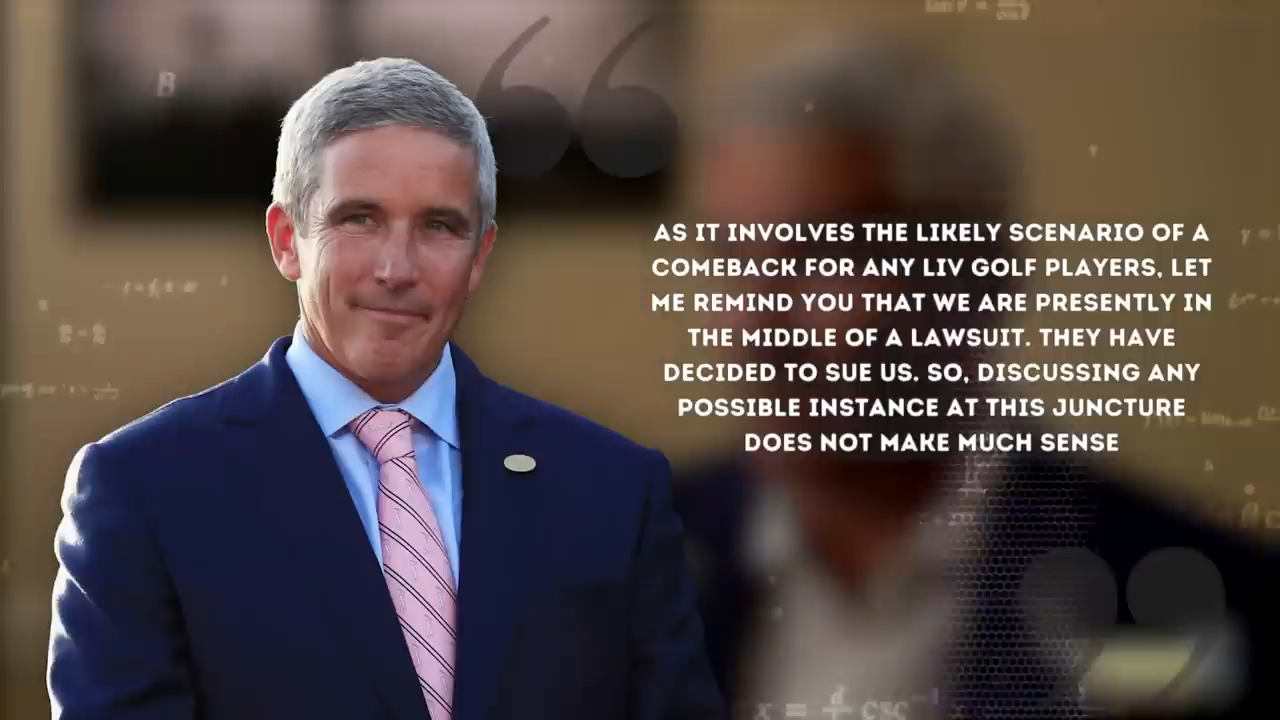 AS IT INVOLVES THE LIKELY SCENARIO OF A
COMEBACK FOR ANY LIV GOLF PLAYERS, LET
ME REMIND YOU THAT WE ARE PRESENTLY IN
THE MIDDLE OF A LAWSUIT. THEY HAVE
DECIDED TO SUE US. SO, DISCUSSING ANY
POSSIBLE INSTANCE AT THIS JUNCTURE
DOES NOT MAKE MUCH SENSE